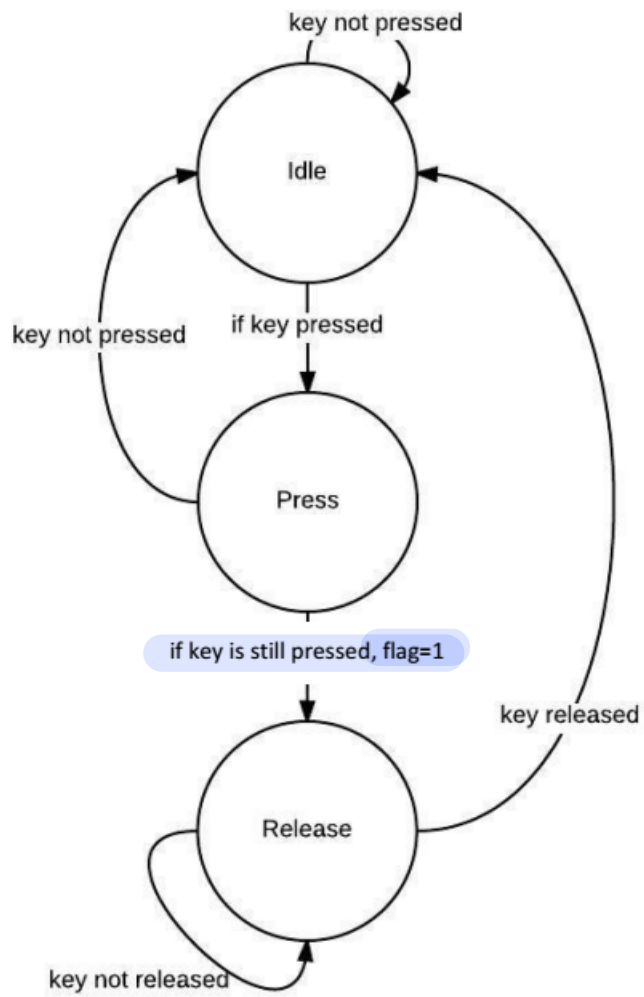 key not pressed
Idle
if key pressed
key not pressed
Press
if key is still pressed, flag=1
key released
Release
key not released